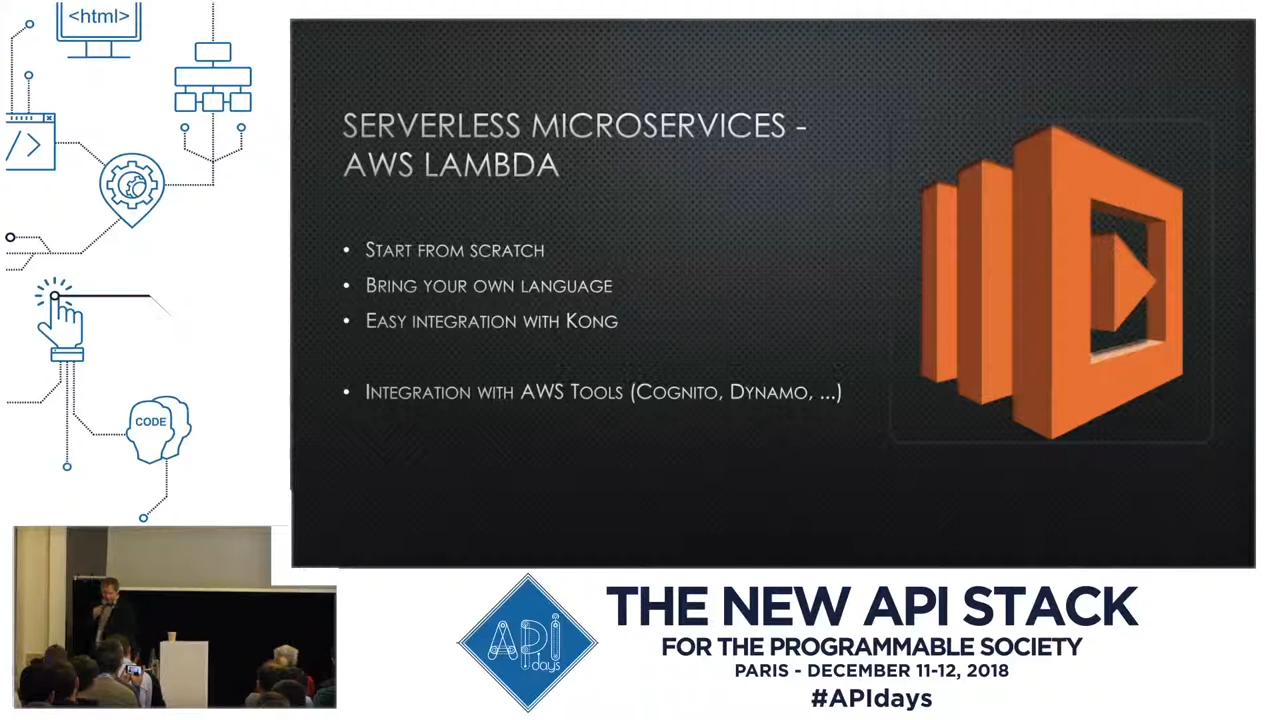 <html>
</>
CODE
SERVERLESS MICROSERVICES -
AWS LAMBDA
• START FROM SCRATCH
• BRING YOUR OWN LANGUAGE
• EASY INTEGRATION WITH KONG
• INTEGRATION WITH AWS TOOLS (COGNITO, DYNAMO, ...)
API
days
THE NEW API STACK
FOR THE PROGRAMMABLE SOCIETY
PARIS - DECEMBER 11-12, 2018
#APIdays